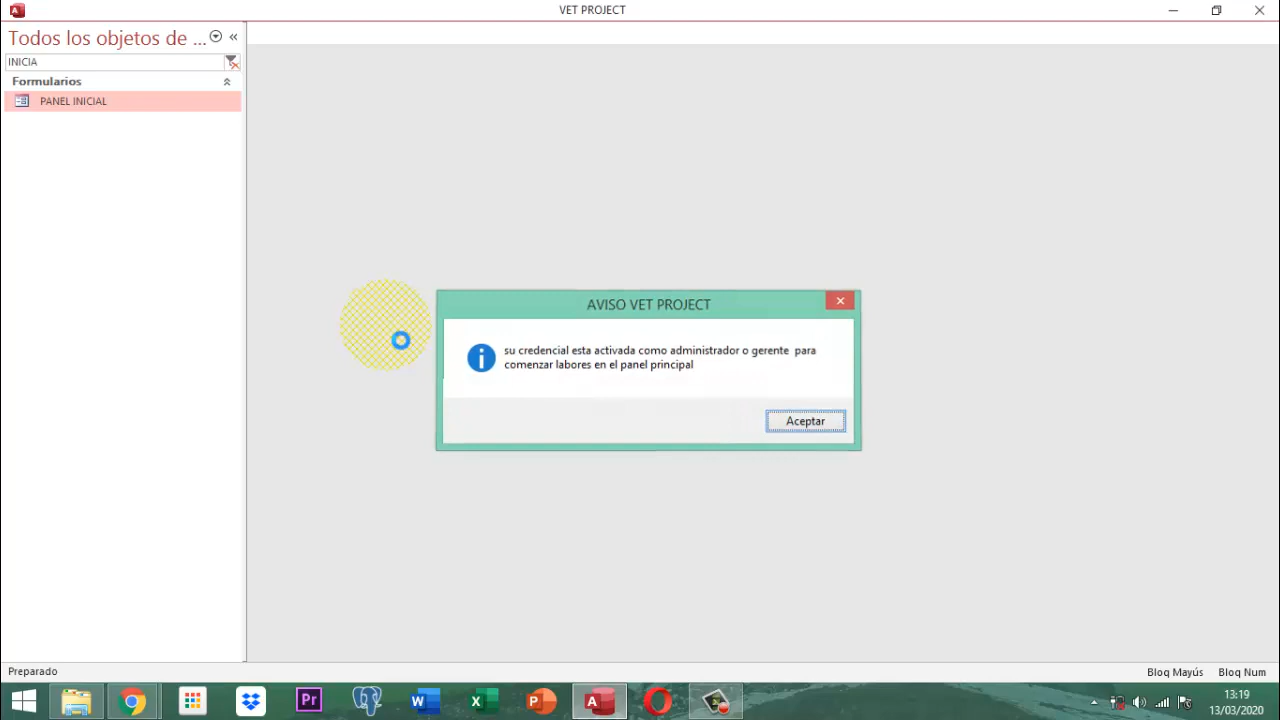 VET PROJECT
Todos los objetos de ...
INICIA
Formularios
PANEL INICIAL
AVISO VET PROJECT
su credencial esta activada como administrador o gerente para
comenzar labores en el panel principal
Aceptar
Preparado
Bloq Mayús
Bloq Num
Pr
W
X
P
A
13:19
13/03/2020